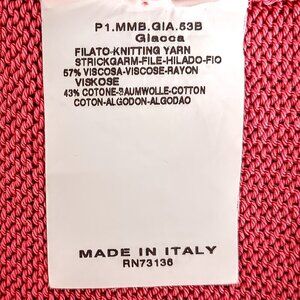 P1.MMB.GIA.53B
Giacca
FILATO-KNITTING YARN
STRICKGARM-FILE-HILADO-FIO
57% VISCOSA-VISCOSE-RAYON
VISKOSE
43% COTONE-BAUMWOLLE-COTTON
COTON-ALGODON-ALGODAO
MADE IN ITALY
RN73136